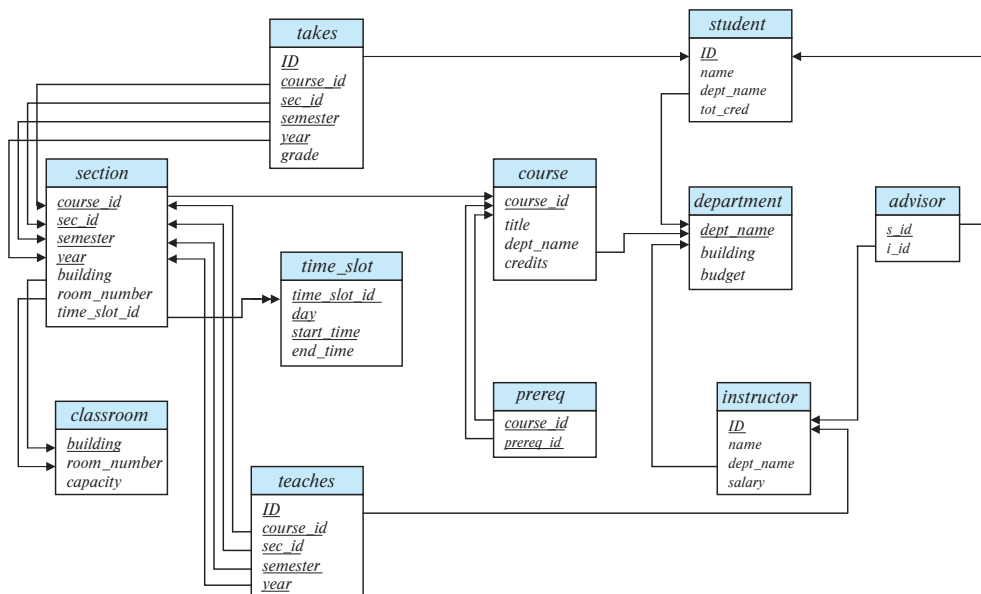 takes
ID
course_id
sec_id
semester
year
grade
student
ID
name
dept_name
tot_cred
section
course_id
sec_id
semester
year
building
room_number
time_slot_id
course
course_id
title
dept_name
credits
department
dept_name
building
budget
advisor
s_id
i_id
time_slot
time_slot_id
day
start_time
end_time
prereq
course_id
prereq_id
instructor
ID
name
dept_name
salary
classroom
building
room_number
capacity
teaches
ID
course_id
sec_id
semester
year